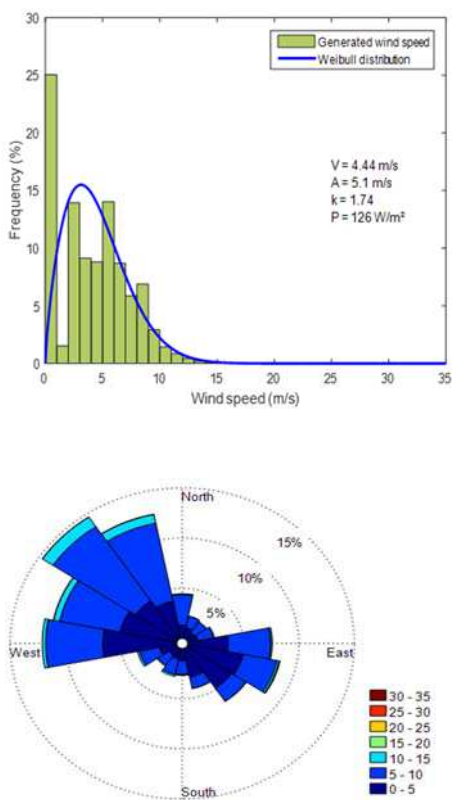 30
25
20
15
10
5
0
Frequency (%)
Generated wind speed
Weibull distribution
V = 4.44 m/s
A = 5.1 m/s
k = 1.74
P = 126 W/m²
0 5 10 15 20 25 30 35
Wind speed (m/s)
North
15%
10%
5%
West
East
South
30 - 35
25 - 30
20 - 25
15 - 20
10 - 15
5 - 10
0 - 5